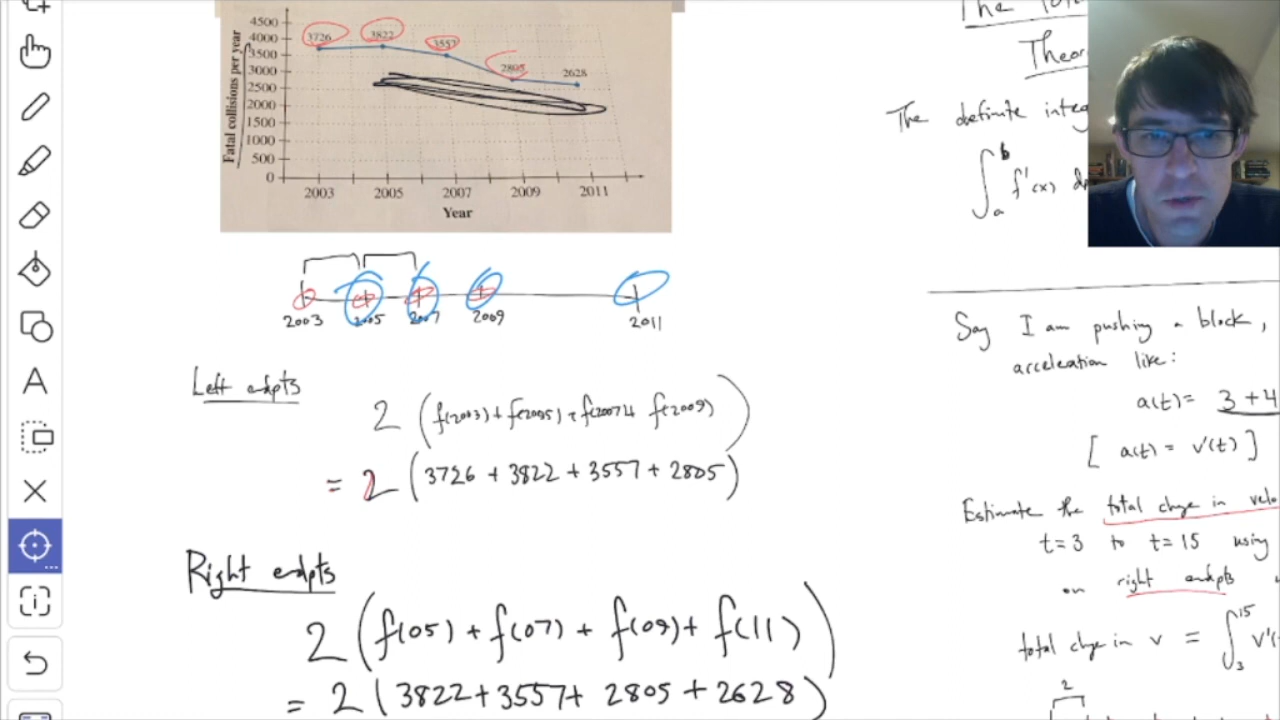 4500
4000
3500
3000
2500
2000
1500
1000
500
0
Fatal collisions per year
3726
3822
3557
2805
2628
2003 2005 2007 2009 2011
Year
2003 2005 2007 2009 2011
Left endpts
2 (f(2003) + f(2005) + f(2007) + f(2009))
= 2 (3726 + 3822 + 3557 + 2805)
Right endpts
2 (f(05) + f(07) + f(09) + f(11))
= 2 (3822 + 3557 + 2805 + 2628)
The
Theor
The definite integ
∫ₐᵇ f'(x) d
Say I am pushing a block,
acceleration like:
a(t) = 3 + 4
[ a(t) = v'(t) ]
Estimate the total chge in velo
t=3 to t=15 using
on right endpts
total chge in v = ∫₃¹⁵ v'(
2
A